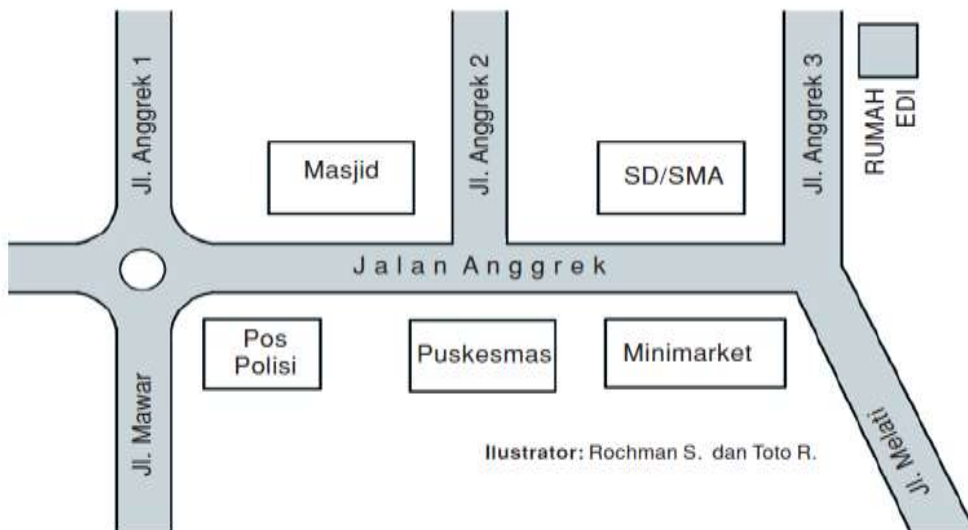 Jl. Anggrek 1
Jl. Anggrek 2
Jl. Anggrek 3
RUMAH
EDI
Masjid
SD/SMA
Jalan Anggrek
Pos
Polisi
Puskesmas
Minimarket
Jl. Mawar
Jl. Melati
Ilustrator: Rochman S. dan Toto R.